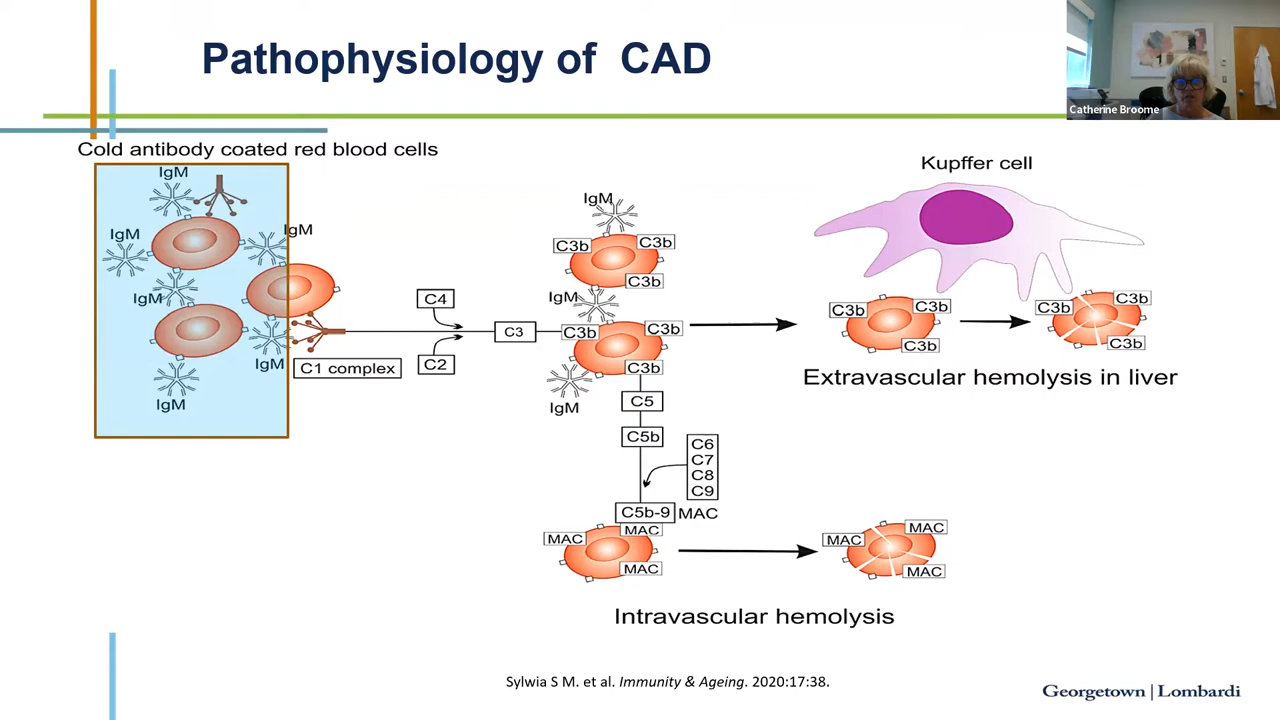 Pathophysiology of CAD
Catherine Broome
Cold antibody coated red blood cells
IgM
IgM
IgM
IgM
IgM
IgM
C1 complex
C4
C2
C3
IgM
C3b
C3b
C3b
IgM
C3b
C3b
C3b
IgM
Kupffer cell
C3b
C3b
C3b
C3b
C3b
C3b
Extravascular hemolysis in liver
C5
C5b
C6
C7
C8
C9
C5b-9 MAC
MAC
MAC
MAC
MAC
MAC
MAC
Intravascular hemolysis
Sylwia S M. et al. Immunity & Ageing. 2020:17:38.
Georgetown | Lombardi